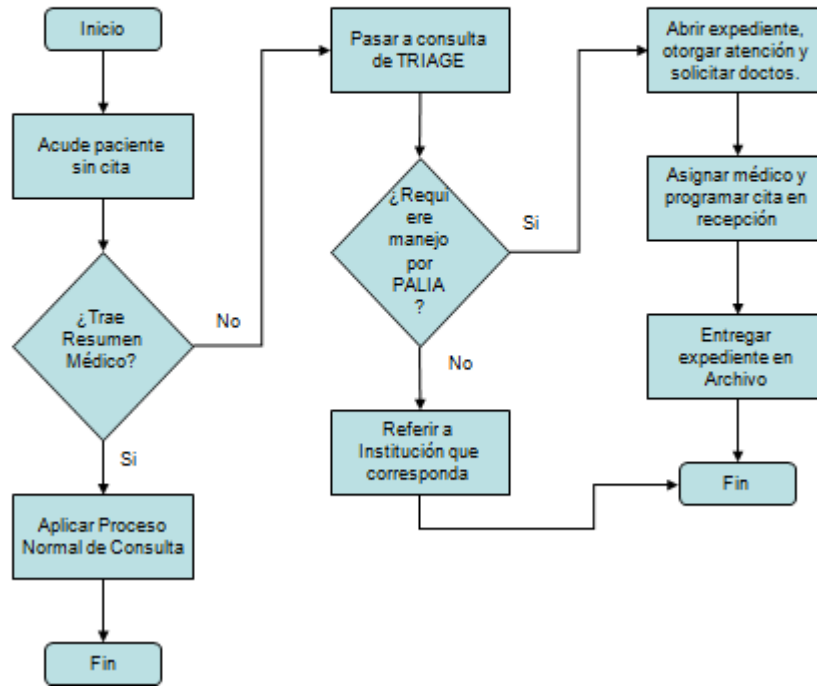 Inicio
Acude paciente
sin cita
¿Trae
Resumen
Médico?
No
Si
Aplicar Proceso
Normal de Consulta
Fin
Pasar a consulta
de TRIAGE
¿Requi
ere
manejo
por
PALIA
?
Si
No
Referir a
Institución que
corresponda
Abrir expediente,
otorgar atención y
solicitar doctos.
Asignar médico y
programar cita en
recepción
Entregar
expediente en
Archivo
Fin